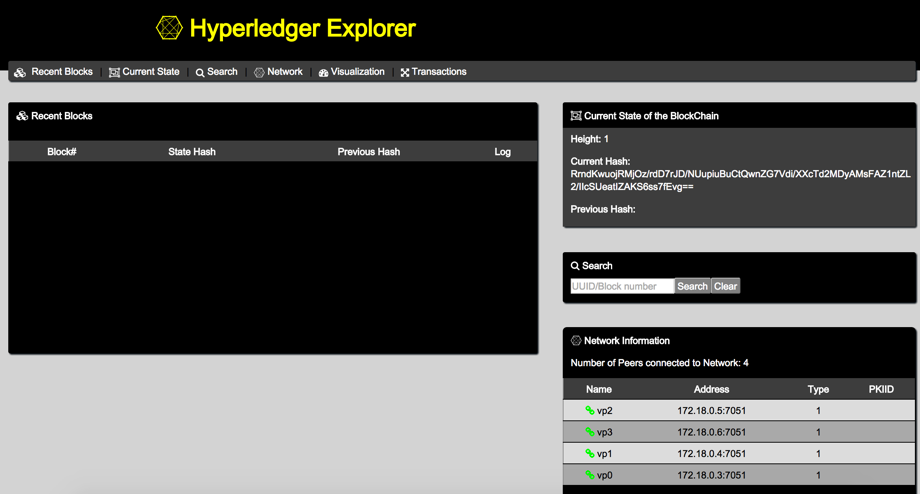 Hyperledger Explorer
Recent Blocks | Current State | Search | Network | Visualization | Transactions
Recent Blocks
Block# State Hash Previous Hash Log
Current State of the BlockChain
Height: 1
Current Hash:
RrndKwuojRMjOz/rdD7rJD/NUupiuBuCtQwnZG7Vdi/XXcTd2MDyAMsFAZ1ntZL
2/IIcSUeatIZAKS6ss7fEvg==
Previous Hash:
Search
UUID/Block number Search Clear
Network Information
Number of Peers connected to Network: 4
Name Address Type PKIID
vp2 172.18.0.5:7051 1
vp3 172.18.0.6:7051 1
vp1 172.18.0.4:7051 1
vp0 172.18.0.3:7051 1